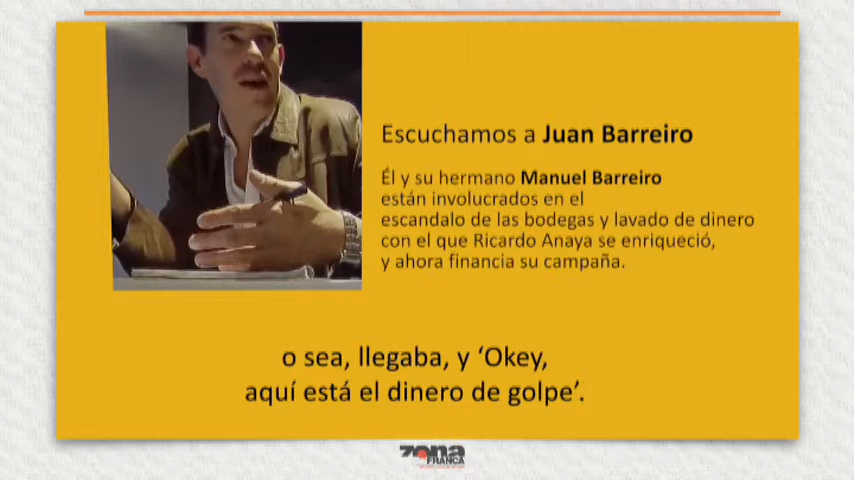 Escuchamos a Juan Barreiro
Él y su hermano Manuel Barreiro
están involucrados en el
escandalo de las bodegas y lavado de dinero
con el que Ricardo Anaya se enriqueció,
y ahora financia su campaña.
o sea, llegaba, y ‘Okey,
aquí está el dinero de golpe’.
zona
FRANCA